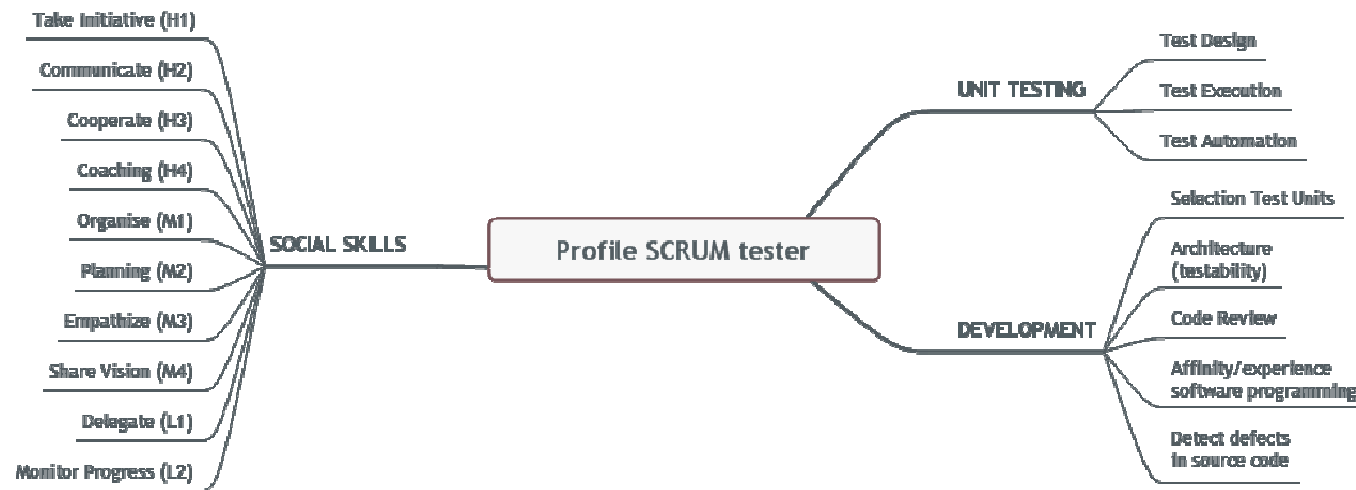 Take Initiative (H1)
Communicate (H2)
Cooperate (H3)
Coaching (H4)
Organise (M1)
Planning (M2)
Empathize (M3)
Share Vision (M4)
Delegate (L1)
Monitor Progress (L2)
SOCIAL SKILLS
Profile SCRUM tester
UNIT TESTING
Test Design
Test Execution
Test Automation
DEVELOPMENT
Selection Test Units
Architecture
(testability)
Code Review
Affinity/experience
software programming
Detect defects
in source code